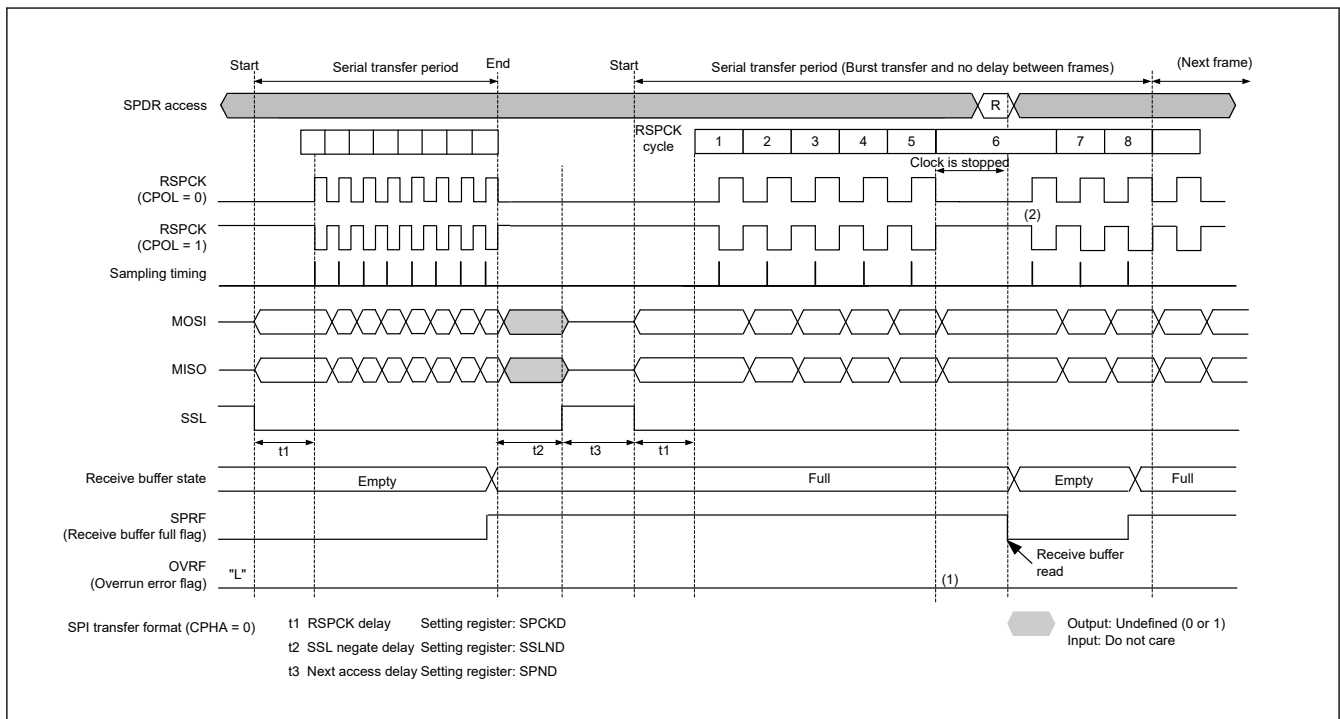 Start
Serial transfer period
End
Start
Serial transfer period (Burst transfer and no delay between frames)
(Next frame)
SPDR access
R
RSPCK
cycle
1 2 3 4 5 6 7 8
Clock is stopped
RSPCK
(CPOL = 0)
(2)
RSPCK
(CPOL = 1)
Sampling timing
MOSI
MISO
SSL
t1 t2 t3 t1
Receive buffer state
Empty Full Empty Full
SPRF
(Receive buffer full flag)
Receive buffer
read
OVRF
(Overrun error flag)
"L"
(1)
SPI transfer format (CPHA = 0)
t1 RSPCK delay Setting register: SPCKD
t2 SSL negate delay Setting register: SSLND
t3 Next access delay Setting register: SPND
Output: Undefined (0 or 1)
Input: Do not care